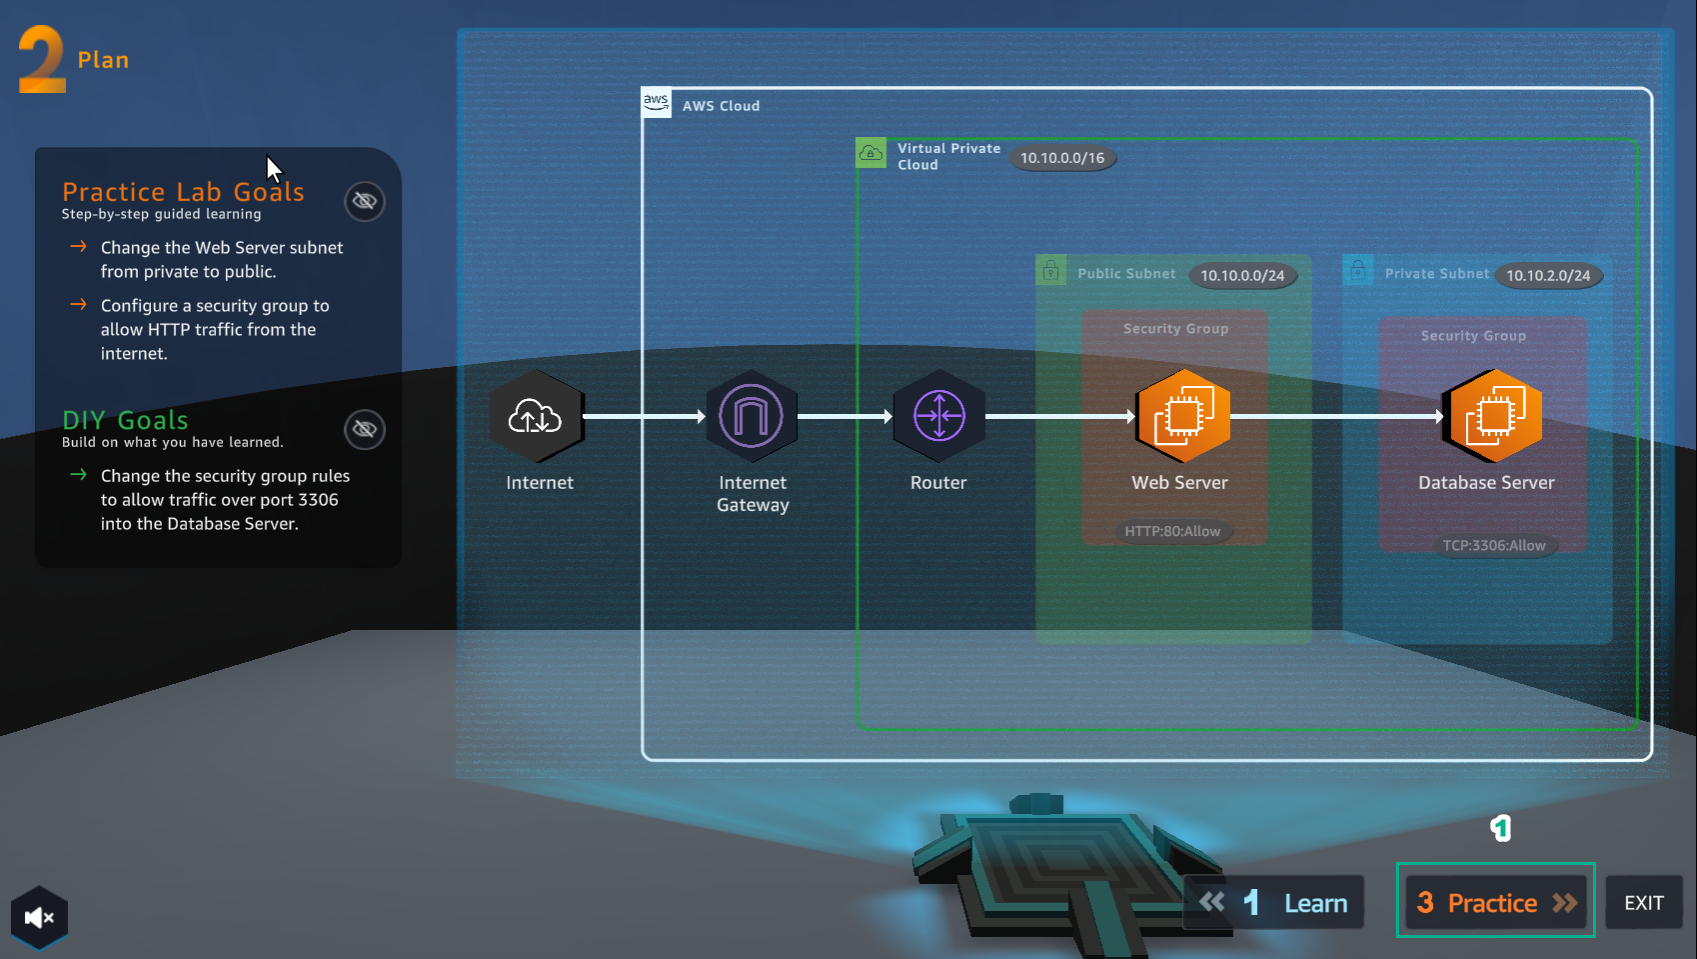 2 Plan
Practice Lab Goals
Step-by-step guided learning
→ Change the Web Server subnet
from private to public.
→ Configure a security group to
allow HTTP traffic from the
internet.
DIY Goals
Build on what you have learned.
→ Change the security group rules
to allow traffic over port 3306
into the Database Server.
aws AWS Cloud
Virtual Private
Cloud
10.10.0.0/16
Public Subnet 10.10.0.0/24
Private Subnet 10.10.2.0/24
Security Group
Security Group
Internet
Internet
Gateway
Router
Web Server
Database Server
HTTP:80:Allow
TCP:3306:Allow
1
1 Learn
3 Practice
EXIT